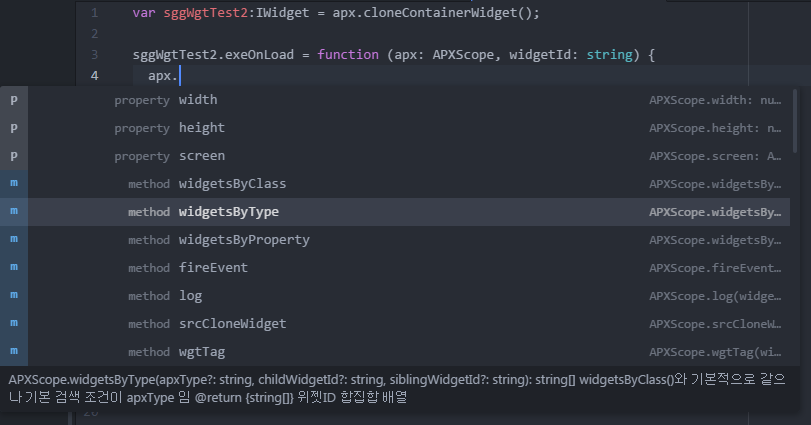 1 var sggWgtTest2:IWidget = apx.cloneContainerWidget();
2
3 sggWgtTest2.exeOnLoad = function (apx: APXScope, widgetId: string) {
4 apx.
p property width APXScope.width: nu…
p property height APXScope.height: n…
p property screen APXScope.screen: A…
m method widgetsByClass APXScope.widgetsBy…
m method widgetsByType APXScope.widgetsBy…
m method widgetsByProperty APXScope.widgetsBy…
m method fireEvent APXScope.fireEvent…
m method log APXScope.log(widge…
m method srcCloneWidget APXScope.srcCloneW…
m method wgtTag APXScope.wgtTag(wi…
APXScope.widgetsByType(apxType?: string, childWidgetId?: string, siblingWidgetId?: string): string[] widgetsByClass()와 기본적으로 같으
나 기본 검색 조건이 apxType 임 @return {string[]} 위젯ID 합집합 배열